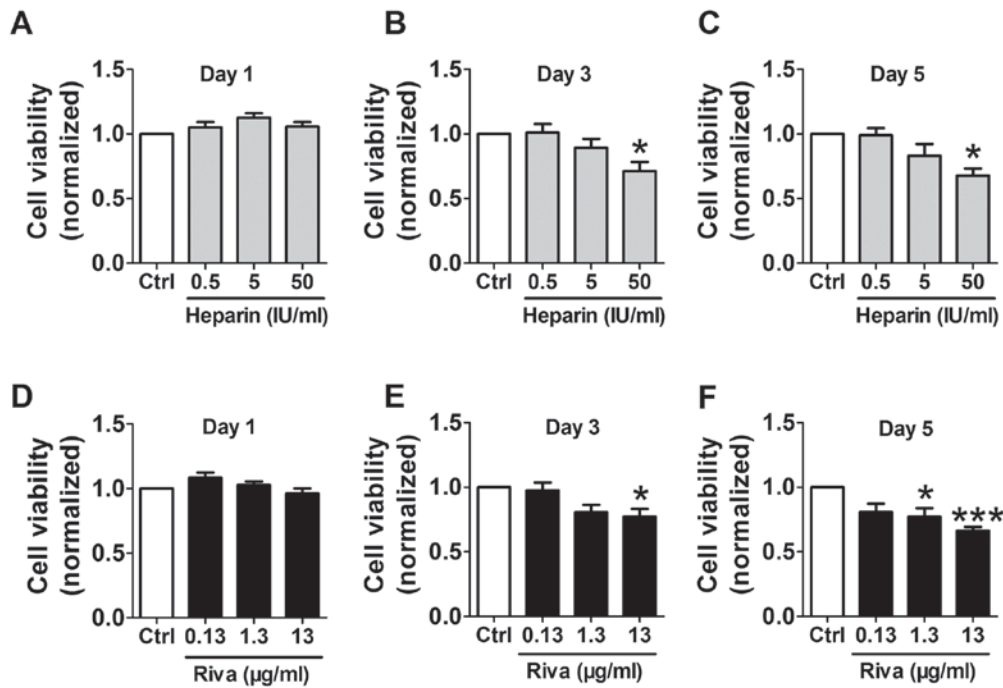 A
Day 1
Cell viability
(normalized)
1.5
1.0
0.5
0.0
Ctrl 0.5 5 50
Heparin (IU/ml)
B
Day 3
Cell viability
(normalized)
1.5
1.0
0.5
0.0
*
Ctrl 0.5 5 50
Heparin (IU/ml)
C
Day 5
Cell viability
(normalized)
1.5
1.0
0.5
0.0
*
Ctrl 0.5 5 50
Heparin (IU/ml)
D
Day 1
Cell viability
(normalized)
1.5
1.0
0.5
0.0
Ctrl 0.13 1.3 13
Riva (µg/ml)
E
Day 3
Cell viability
(normalized)
1.5
1.0
0.5
0.0
*
Ctrl 0.13 1.3 13
Riva (µg/ml)
F
Day 5
Cell viability
(normalized)
1.5
1.0
0.5
0.0
* ***
Ctrl 0.13 1.3 13
Riva (µg/ml)